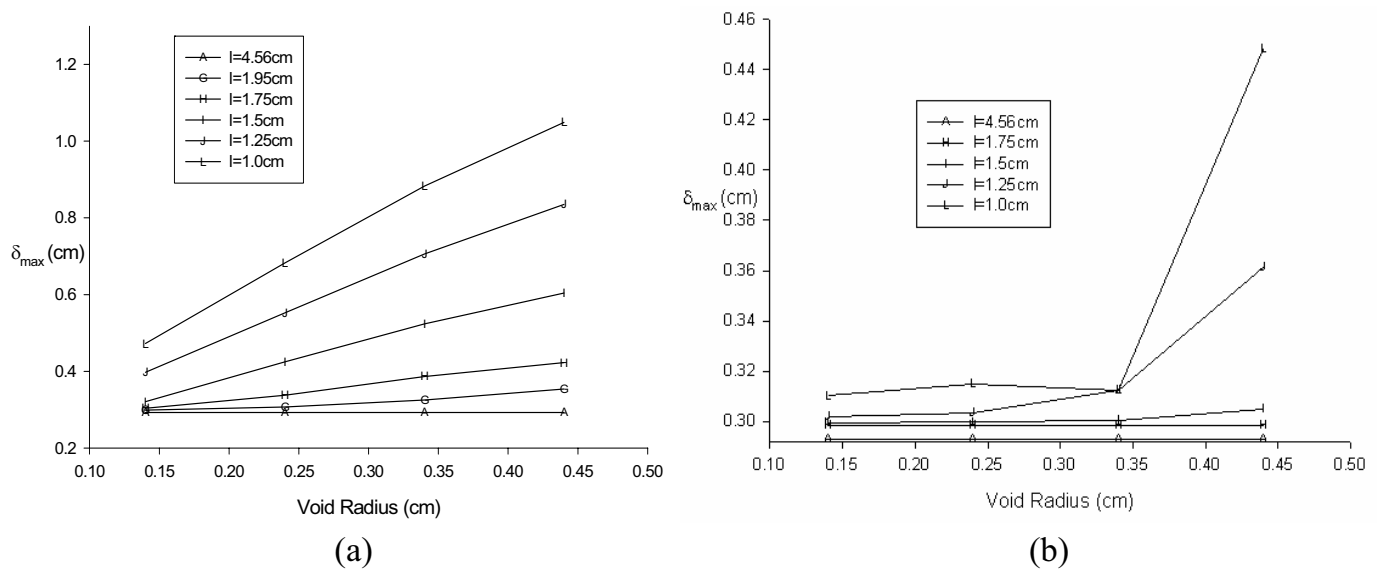 1.2
1.0
0.8
0.6
0.4
0.2
δmax (cm)
A l=4.56cm
G l=1.95cm
H l=1.75cm
I l=1.5cm
J l=1.25cm
L l=1.0cm
0.10 0.15 0.20 0.25 0.30 0.35 0.40 0.45 0.50
Void Radius (cm)
(a)
0.46
0.44
0.42
0.40
0.38
0.36
0.34
0.32
0.30
δmax (cm)
A l=4.56cm
H l=1.75cm
I l=1.5cm
J l=1.25cm
L l=1.0cm
0.10 0.15 0.20 0.25 0.30 0.35 0.40 0.45 0.50
Void Radius (cm)
(b)